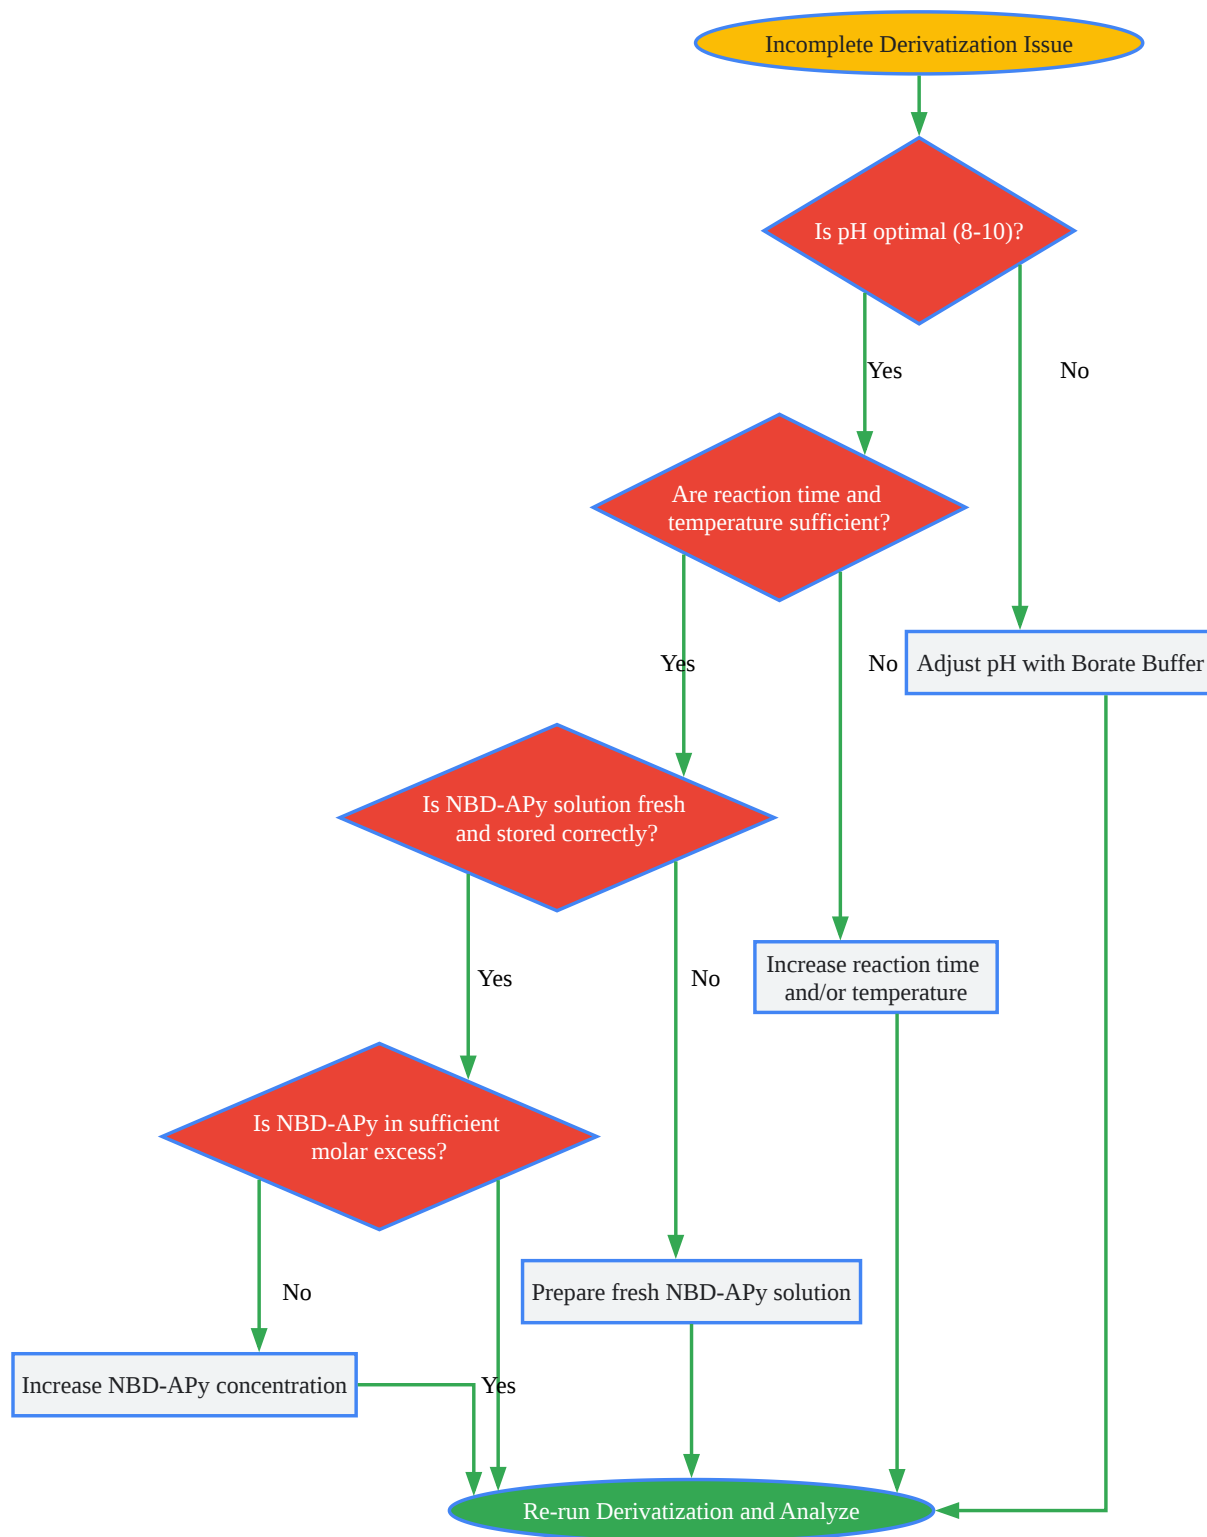 Incomplete Derivatization Issue
Is pH optimal (8-10)?
Yes
No
Are reaction time and
temperature sufficient?
Yes
No
Adjust pH with Borate Buffer
Is NBD-APy solution fresh
and stored correctly?
Yes
No
Increase reaction time
and/or temperature
Is NBD-APy in sufficient
molar excess?
No
Prepare fresh NBD-APy solution
Increase NBD-APy concentration
Yes
Re-run Derivatization and Analyze